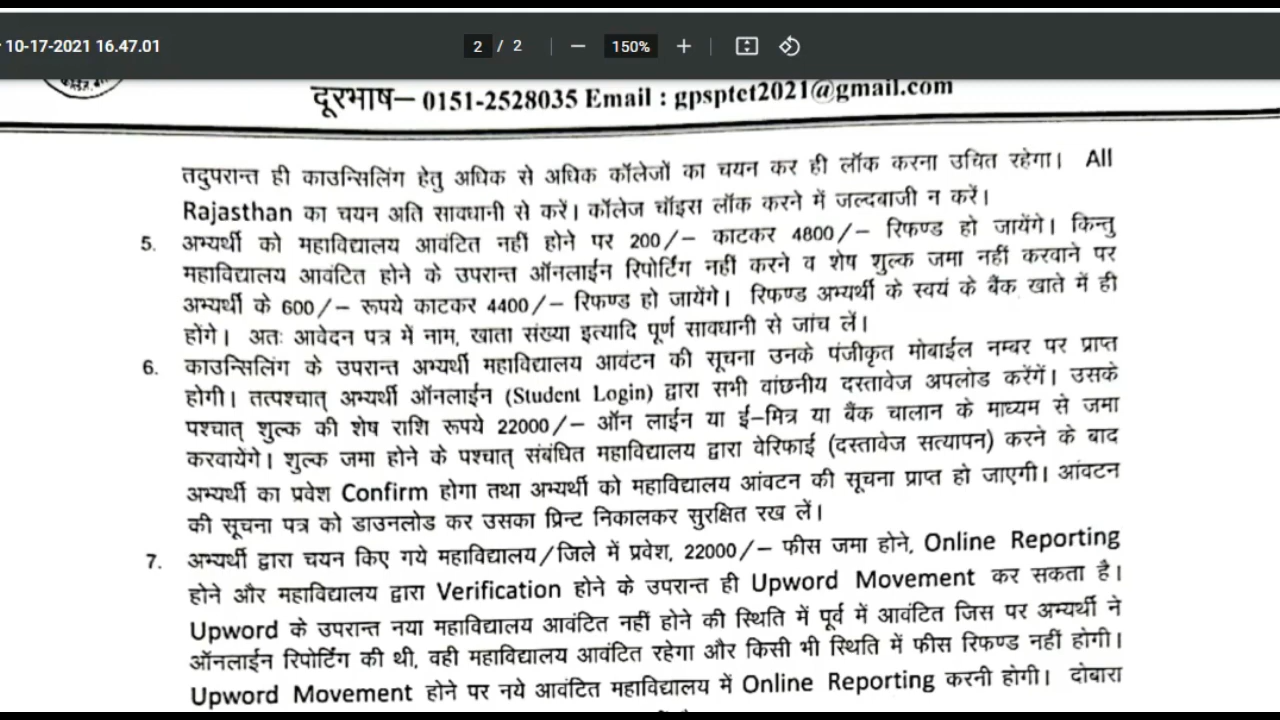 10-17-2021 16.47.01
2 / 2
150%
दूरभाष– 0151-2528035 Email : gpsptet2021@gmail.com
तदुपरान्त ही काउन्सिलिंग हेतु अधिक से अधिक कॉलेजों का चयन कर ही लॉक करना उचित रहेगा। All
Rajasthan का चयन अति सावधानी से करें। कॉलेज चॉइस लॉक करने में जल्दबाजी न करें।
5. अभ्यर्थी को महाविद्यालय आवंटित नहीं होने पर 200/– काटकर 4800/– रिफण्ड हो जायेंगे। किन्तु
महाविद्यालय आवंटित होने के उपरान्त ऑनलाईन रिपोर्टिंग नहीं करने व शेष शुल्क जमा नहीं करवाने पर
अभ्यर्थी के 600/– रूपये काटकर 4400/– रिफण्ड हो जायेंगे। रिफण्ड अभ्यर्थी के स्वयं के बैंक खाते में ही
होंगे। अतः आवेदन पत्र में नाम, खाता संख्या इत्यादि पूर्ण सावधानी से जांच लें।
6. काउन्सिलिंग के उपरान्त अभ्यर्थी महाविद्यालय आवंटन की सूचना उनके पंजीकृत मोबाईल नम्बर पर प्राप्त
होगी। तत्पश्चात् अभ्यर्थी ऑनलाईन (Student Login) द्वारा सभी वांछनीय दस्तावेज अपलोड करेंगें। उसके
पश्चात् शुल्क की शेष राशि रूपये 22000/– ऑन लाईन या ई–मित्र या बैंक चालान के माध्यम से जमा
करवायेंगे। शुल्क जमा होने के पश्चात् संबंधित महाविद्यालय द्वारा वेरिफाई (दस्तावेज सत्यापन) करने के बाद
अभ्यर्थी का प्रवेश Confirm होगा तथा अभ्यर्थी को महाविद्यालय आंवटन की सूचना प्राप्त हो जाएगी। आंवटन
की सूचना पत्र को डाउनलोड कर उसका प्रिन्ट निकालकर सुरक्षित रख लें।
7. अभ्यर्थी द्वारा चयन किए गये महाविद्यालय/जिले में प्रवेश, 22000/– फीस जमा होने, Online Reporting
होने और महाविद्यालय द्वारा Verification होने के उपरान्त ही Upword Movement कर सकता है।
Upword के उपरान्त नया महाविद्यालय आवंटित नहीं होने की स्थिति में पूर्व में आवंटित जिस पर अभ्यर्थी ने
ऑनलाईन रिपोर्टिंग की थी, वही महाविद्यालय आवंटित रहेगा और किसी भी स्थिति में फीस रिफण्ड नहीं होगी।
Upword Movement होने पर नये आवंटित महाविद्यालय में Online Reporting करनी होगी। दोबारा